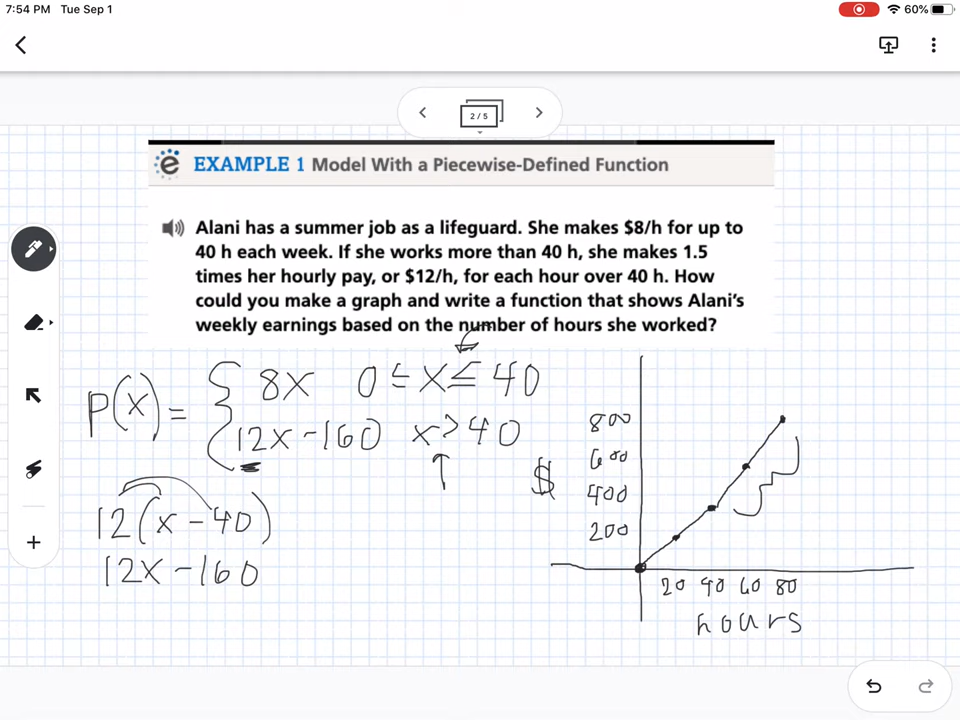 7:54 PM Tue Sep 1
60%
2 / 5
e EXAMPLE 1 Model With a Piecewise-Defined Function
Alani has a summer job as a lifeguard. She makes $8/h for up to
40 h each week. If she works more than 40 h, she makes 1.5
times her hourly pay, or $12/h, for each hour over 40 h. How
could you make a graph and write a function that shows Alani's
weekly earnings based on the number of hours she worked?
P(x) = { 8x 0 ≤ x ≤ 40
12x - 160 x > 40
12(x - 40)
12x - 160
$
800
600
400
200
20 40 60 80
hours